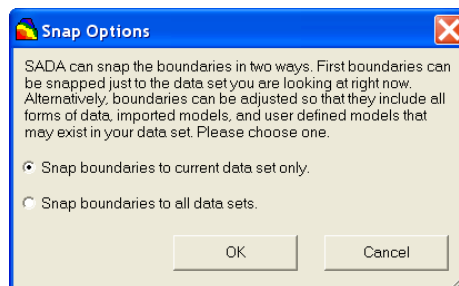 Snap Options
SADA can snap the boundaries in two ways. First boundaries can
be snapped just to the data set you are looking at right now.
Alternatively, boundaries can be adjusted so that they include all
forms of data, imported models, and user defined models that
may exist in your data set. Please choose one.
Snap boundaries to current data set only.
Snap boundaries to all data sets.
OK
Cancel